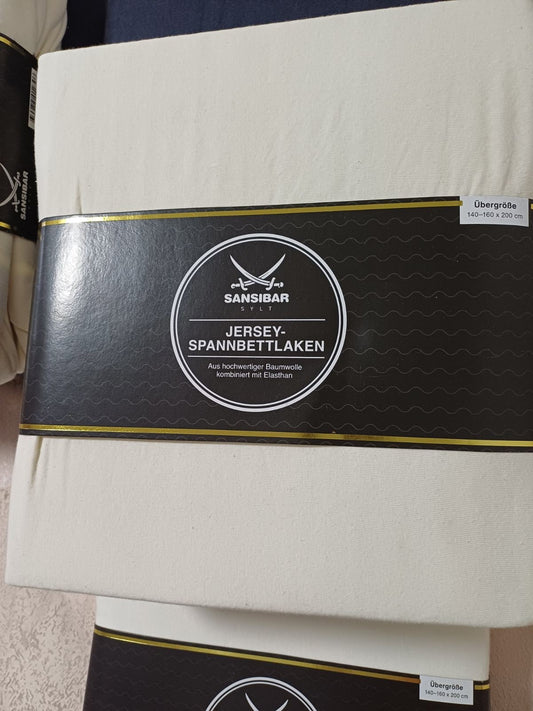 SANSIBAR
Übergröße
140–160 x 200 cm
SANSIBAR
SYLT
JERSEY-
SPANNBETTLAKEN
Aus hochwertiger Baumwolle
kombiniert mit Elasthan
Übergröße
140–160 x 200 cm